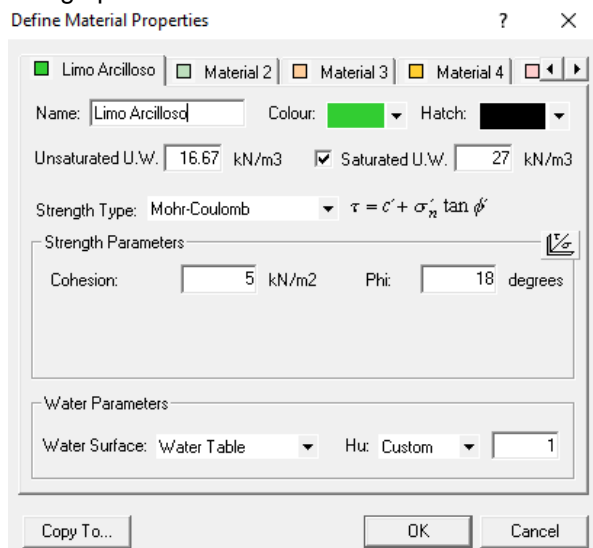 Define Material Properties ? ×
Limo Arcilloso Material 2 Material 3 Material 4
Name: Limo Arcilloso Colour: Hatch:
Unsaturated U.W. 16.67 kN/m3 Saturated U.W. 27 kN/m3
Strength Type: Mohr-Coulomb τ = c′ + σ′n tan φ′
Strength Parameters τ/σ
Cohesion: 5 kN/m2 Phi: 18 degrees
Water Parameters
Water Surface: Water Table Hu: Custom 1
Copy To... OK Cancel